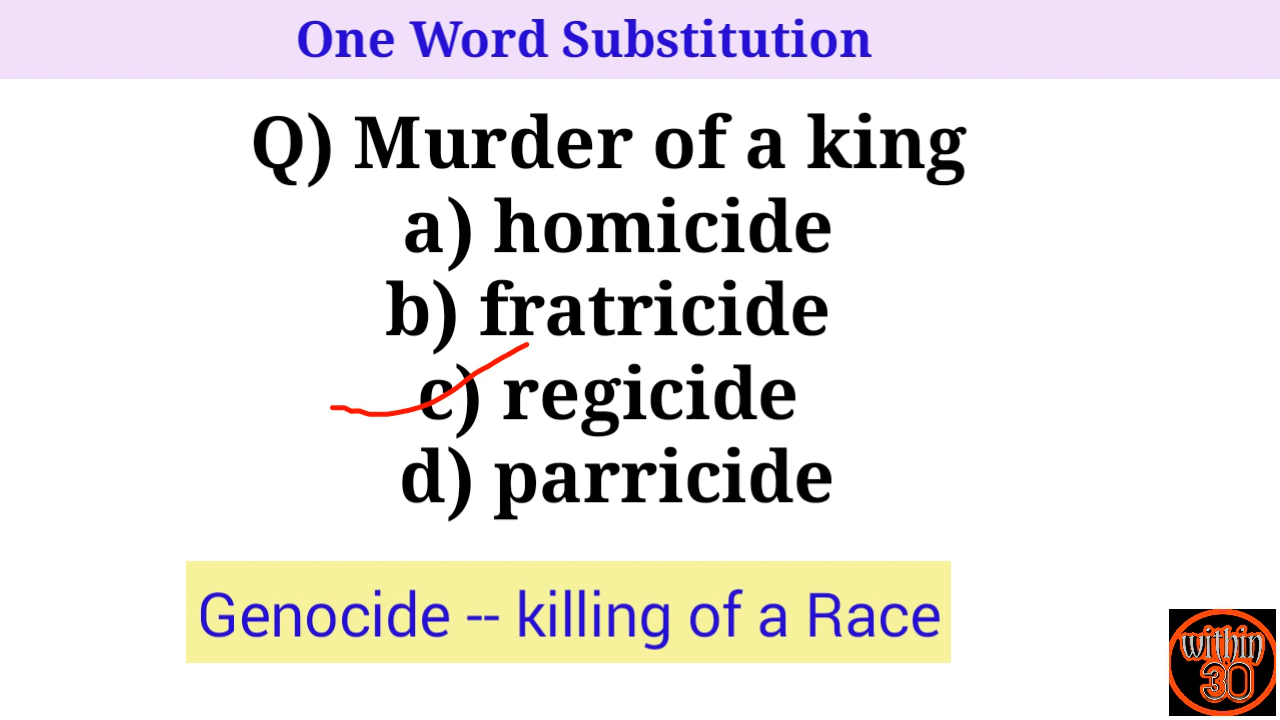 One Word Substitution
Q) Murder of a king
a) homicide
b) fratricide
c) regicide
d) parricide
Genocide -- killing of a Race
within
30